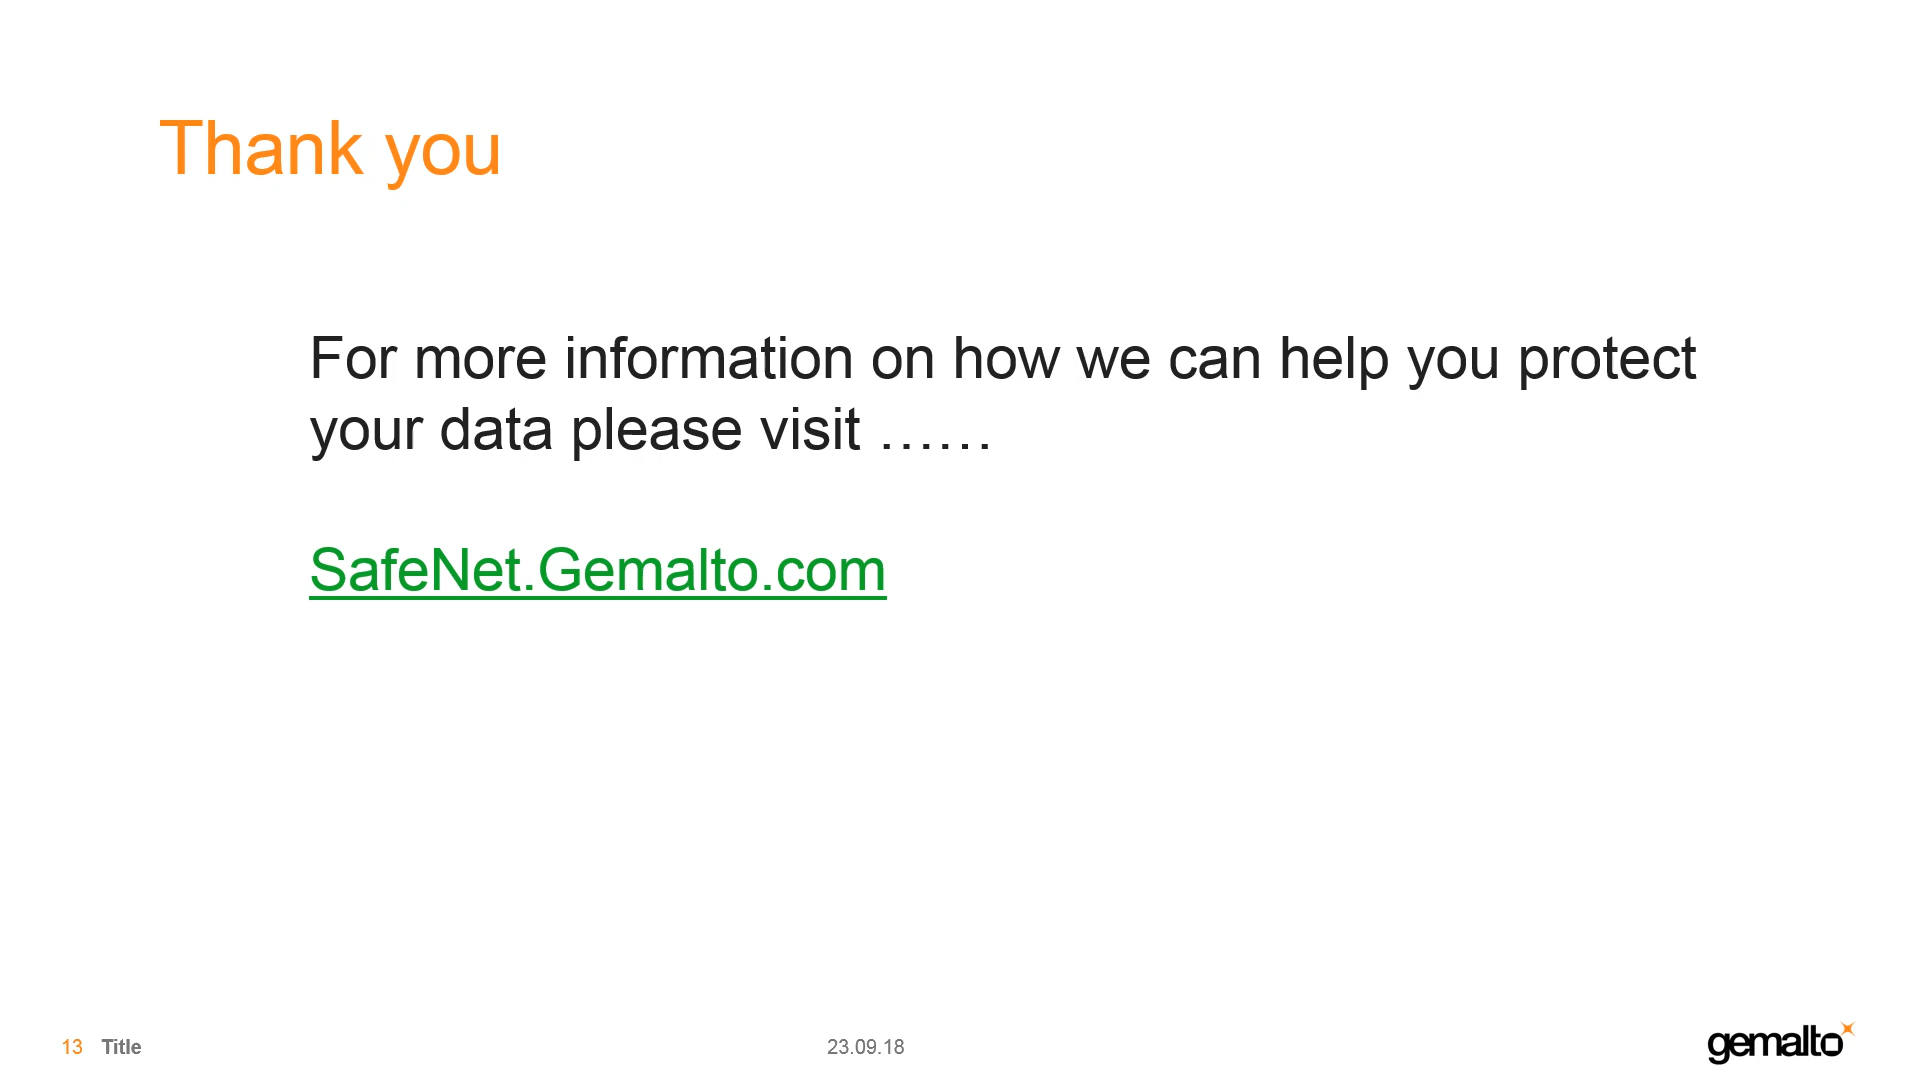 Thank you
For more information on how we can help you protect
your data please visit ……
SafeNet.Gemalto.com
13 Title
23.09.18
gemalto